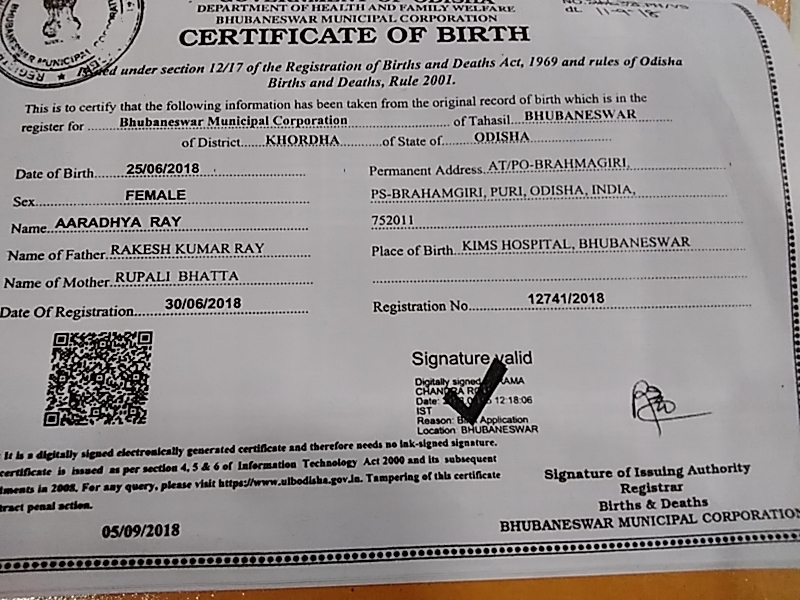 GOVERNMENT OF ODISHA
DEPARTMENT OF HEALTH AND FAMILY WELFARE
BHUBANESWAR MUNICIPAL CORPORATION
CERTIFICATE OF BIRTH
under section 12/17 of the Registration of Births and Deaths Act, 1969 and rules of Odisha
Births and Deaths, Rule 2001.
This is to certify that the following information has been taken from the original record of birth which is in the
register for Bhubaneswar Municipal Corporation of Tahasil BHUBANESWAR
of District KHORDHA of State of ODISHA
Date of Birth 25/06/2018
Sex FEMALE
Name AARADHYA RAY
Name of Father RAKESH KUMAR RAY
Name of Mother RUPALI BHATTA
Date Of Registration 30/06/2018
Permanent Address AT/PO-BRAHMAGIRI,
PS-BRAHAMGIRI, PURI, ODISHA, INDIA,
752011
Place of Birth KIMS HOSPITAL, BHUBANESWAR
Registration No 12741/2018
Signature valid
Digitally signed RAMA
CHANDRA
Date: 12:18:06
IST
Reason: Application
Location: BHUBANESWAR
It is a digitally signed electronically generated certificate and therefore needs no ink-signed signature.
certificate is issued as per section 4, 5 & 6 of Information Technology Act 2000 and its subsequent
in 2008. For any query, please visit https://www.ulbodisha.gov.in. Tampering of this certificate
penal action.
05/09/2018
Signature of Issuing Authority
Registrar
Births & Deaths
BHUBANESWAR MUNICIPAL CORPORATION